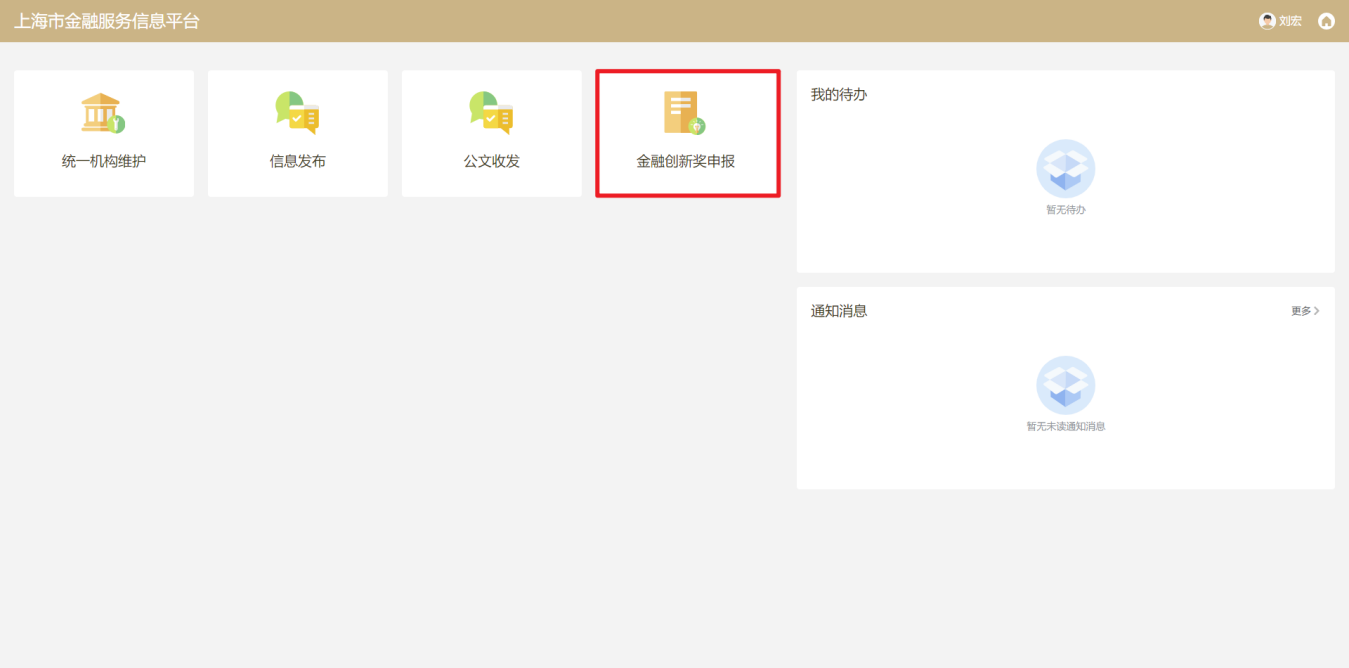 上海市金融服务信息平台
刘宏
统一机构维护
信息发布
公文收发
金融创新奖申报
我的待办
暂无待办
通知消息
更多
暂无未读通知消息